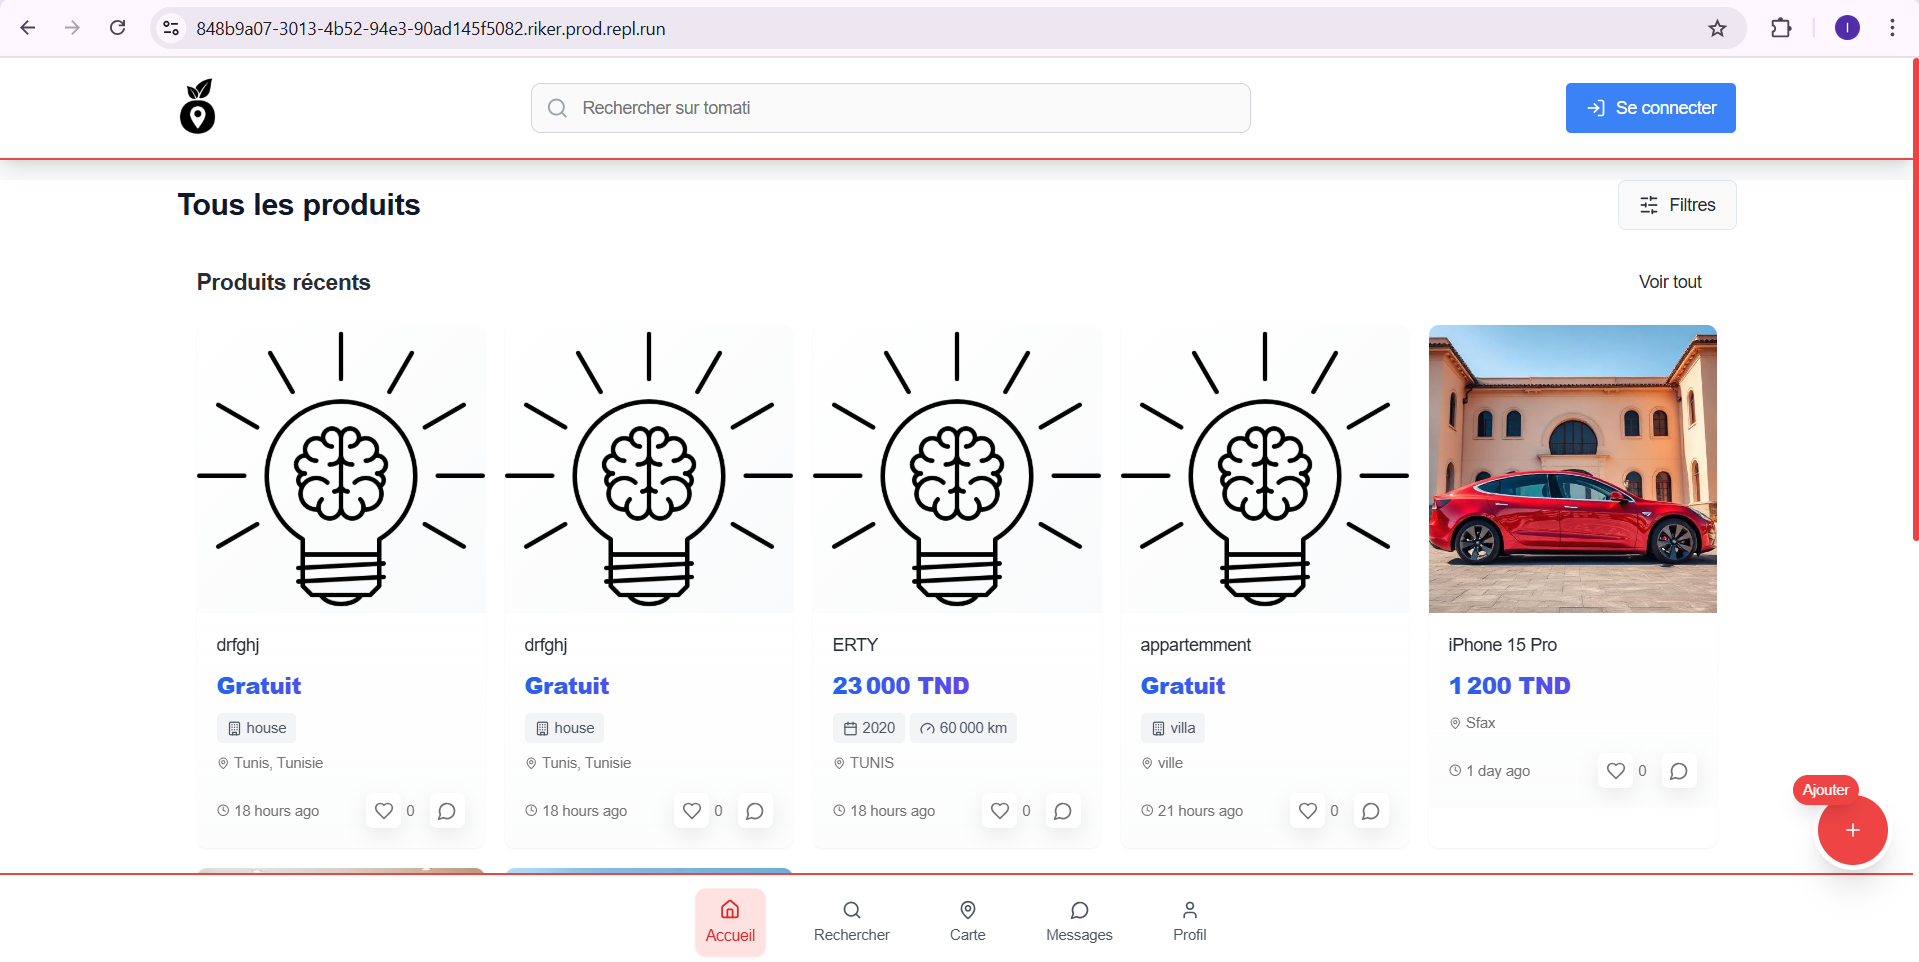 848b9a07-3013-4b52-94e3-90ad145f5082.riker.prod.repl.run
I
Rechercher sur tomati
Se connecter
Tous les produits
Filtres
Produits récents
Voir tout
drfghj
Gratuit
house
Tunis, Tunisie
18 hours ago
0
drfghj
Gratuit
house
Tunis, Tunisie
18 hours ago
0
ERTY
23 000 TND
2020
60 000 km
TUNIS
18 hours ago
0
appartemment
Gratuit
villa
ville
21 hours ago
0
iPhone 15 Pro
1 200 TND
Sfax
1 day ago
0
Ajouter
Accueil
Rechercher
Carte
Messages
Profil